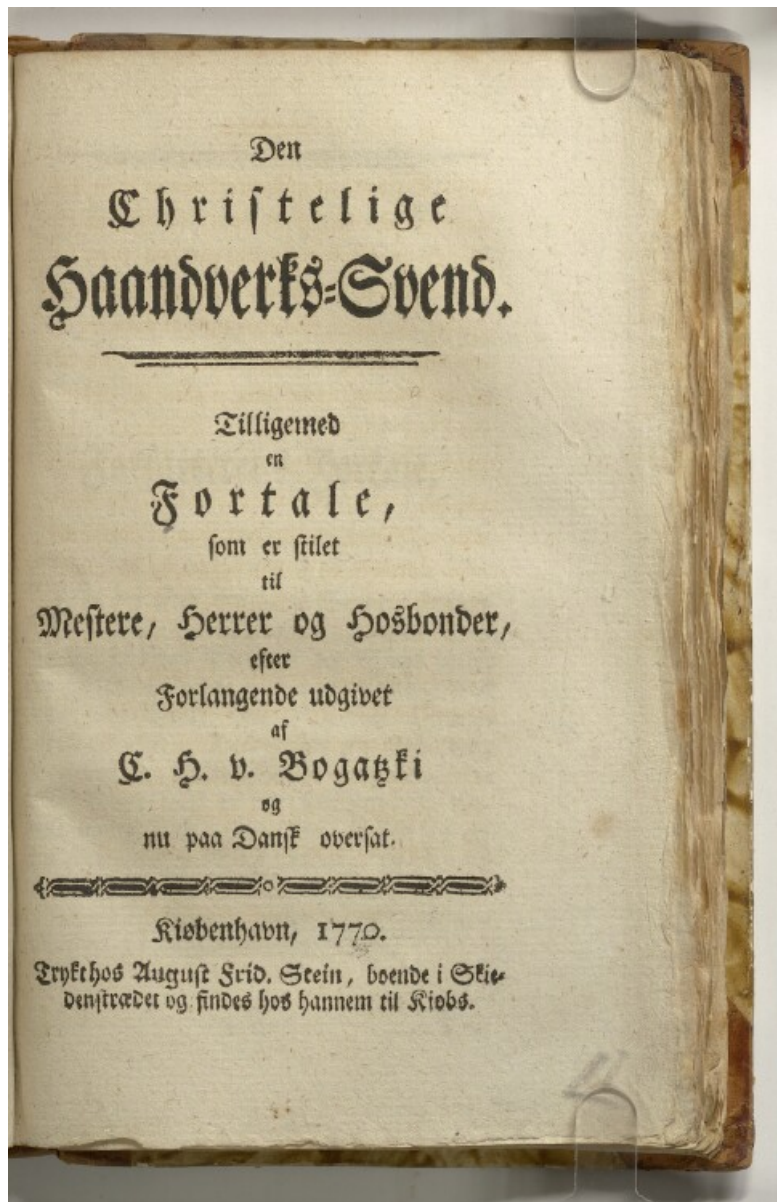 Den
Christelige
Haandverks-Svend.
Tilligemed
en
Fortale,
som er stilet
til
Mestere, Herrer og Hosbonder,
efter
Forlangende udgivet
af
C. H. v. Bogatzki
og
nu paa Dansk oversat.
Kiøbenhavn, 1770.
Trykt hos August Frid. Stein, boende i Skie-
denstrædet og findes hos hannem til Kiøbs.